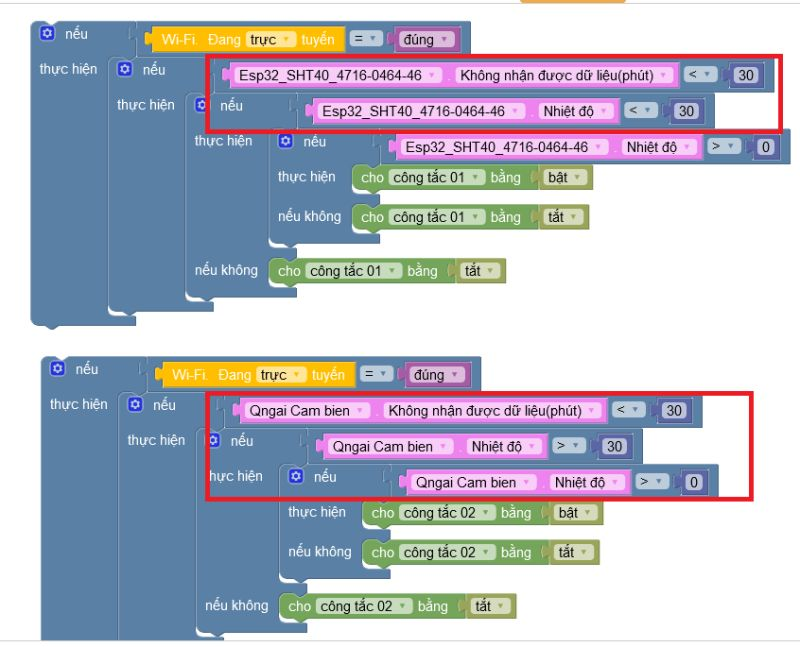 nếu Wi-Fi. Đang trực tuyến = đúng
thực hiện nếu Esp32_SHT40_4716-0464-46 . Không nhận được dữ liệu(phút) < 30
thực hiện nếu Esp32_SHT40_4716-0464-46 . Nhiệt độ < 30
thực hiện nếu Esp32_SHT40_4716-0464-46 . Nhiệt độ > 0
thực hiện cho công tắc 01 bằng bật
nếu không cho công tắc 01 bằng tắt
nếu không cho công tắc 01 bằng tắt
nếu Wi-Fi. Đang trực tuyến = đúng
thực hiện nếu Qngai Cam bien . Không nhận được dữ liệu(phút) < 30
thực hiện nếu Qngai Cam bien . Nhiệt độ > 30
hực hiện nếu Qngai Cam bien . Nhiệt độ > 0
thực hiện cho công tắc 02 bằng bật
nếu không cho công tắc 02 bằng tắt
nếu không cho công tắc 02 bằng tắt